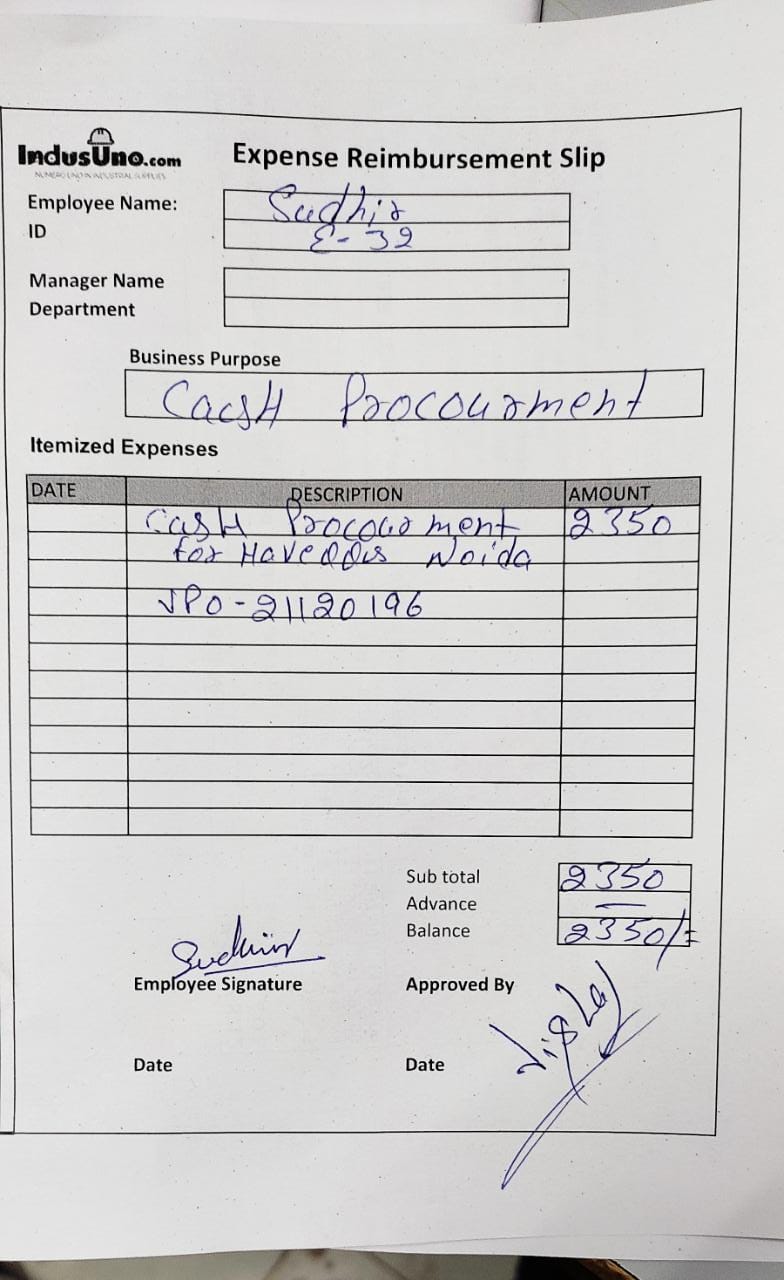 IndusUno.com
NUMERO UNO IN INDUSTRIAL SUPPLIES
Expense Reimbursement Slip
Employee Name: Sudhir
ID E-32
Manager Name
Department
Business Purpose
Cacsh Procourment
Itemized Expenses
DATE DESCRIPTION AMOUNT
Cash Procourment 2350
for Noida
VPO-21120196
Sub total 2350
Advance —
Balance 2350/=
Sudhir
Employee Signature Approved By
Vishal
Date Date